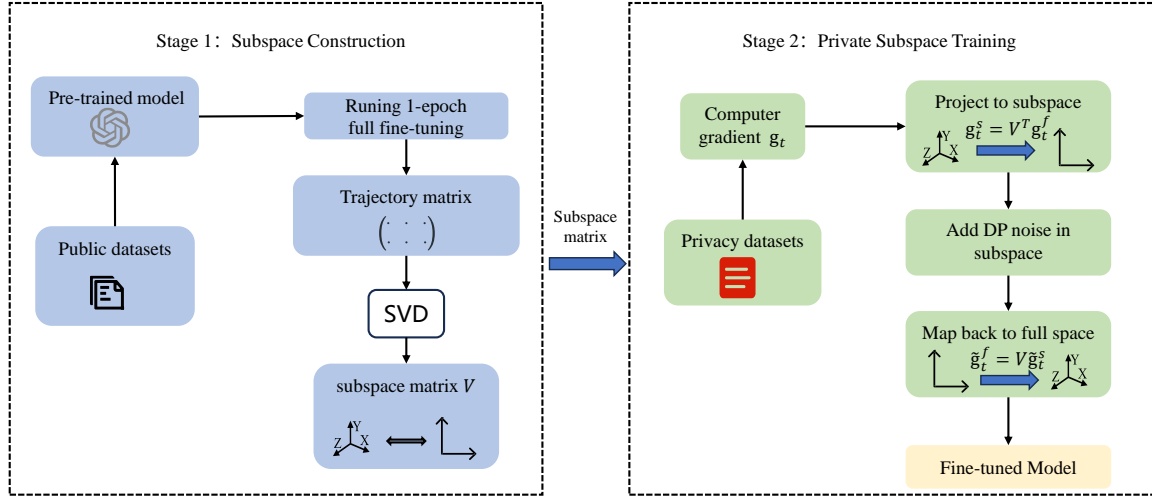 Stage 1：Subspace Construction
Pre-trained model
Runing 1-epoch
full fine-tuning
Trajectory matrix
Public datasets
SVD
subspace matrix V
Z Y X
Subspace
matrix
Stage 2：Private Subspace Training
Computer
gradient g_t
Privacy datasets
Project to subspace
g_t^s = V^T g_t^f
Z Y X
Add DP noise in
subspace
Map back to full space
g̃_t^f = V g̃_t^s
Z Y X
Fine-tuned Model